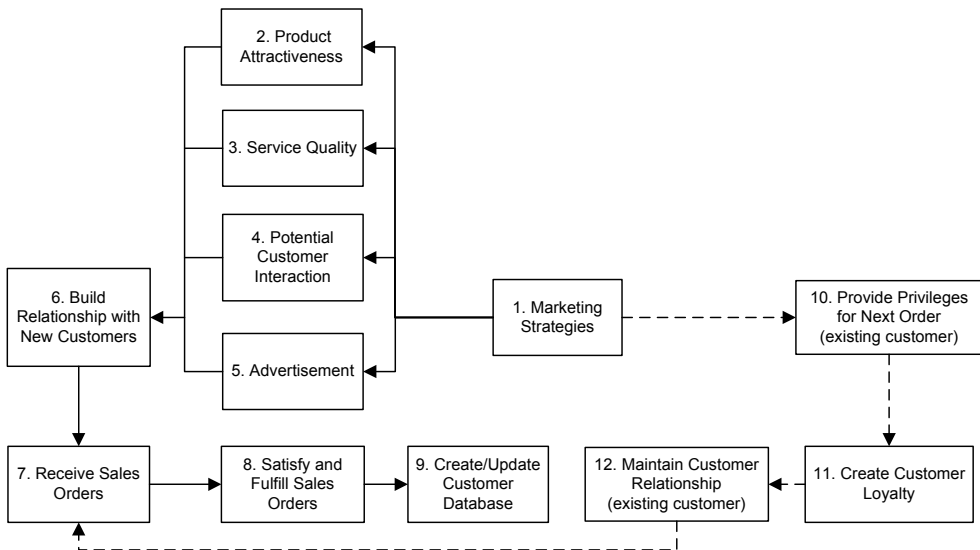 2. Product
Attractiveness
3. Service Quality
4. Potential
Customer
Interaction
5. Advertisement
6. Build
Relationship with
New Customers
1. Marketing
Strategies
10. Provide Privileges
for Next Order
(existing customer)
7. Receive Sales
Orders
8. Satisfy and
Fulfill Sales
Orders
9. Create/Update
Customer
Database
12. Maintain Customer
Relationship
(existing customer)
11. Create Customer
Loyalty